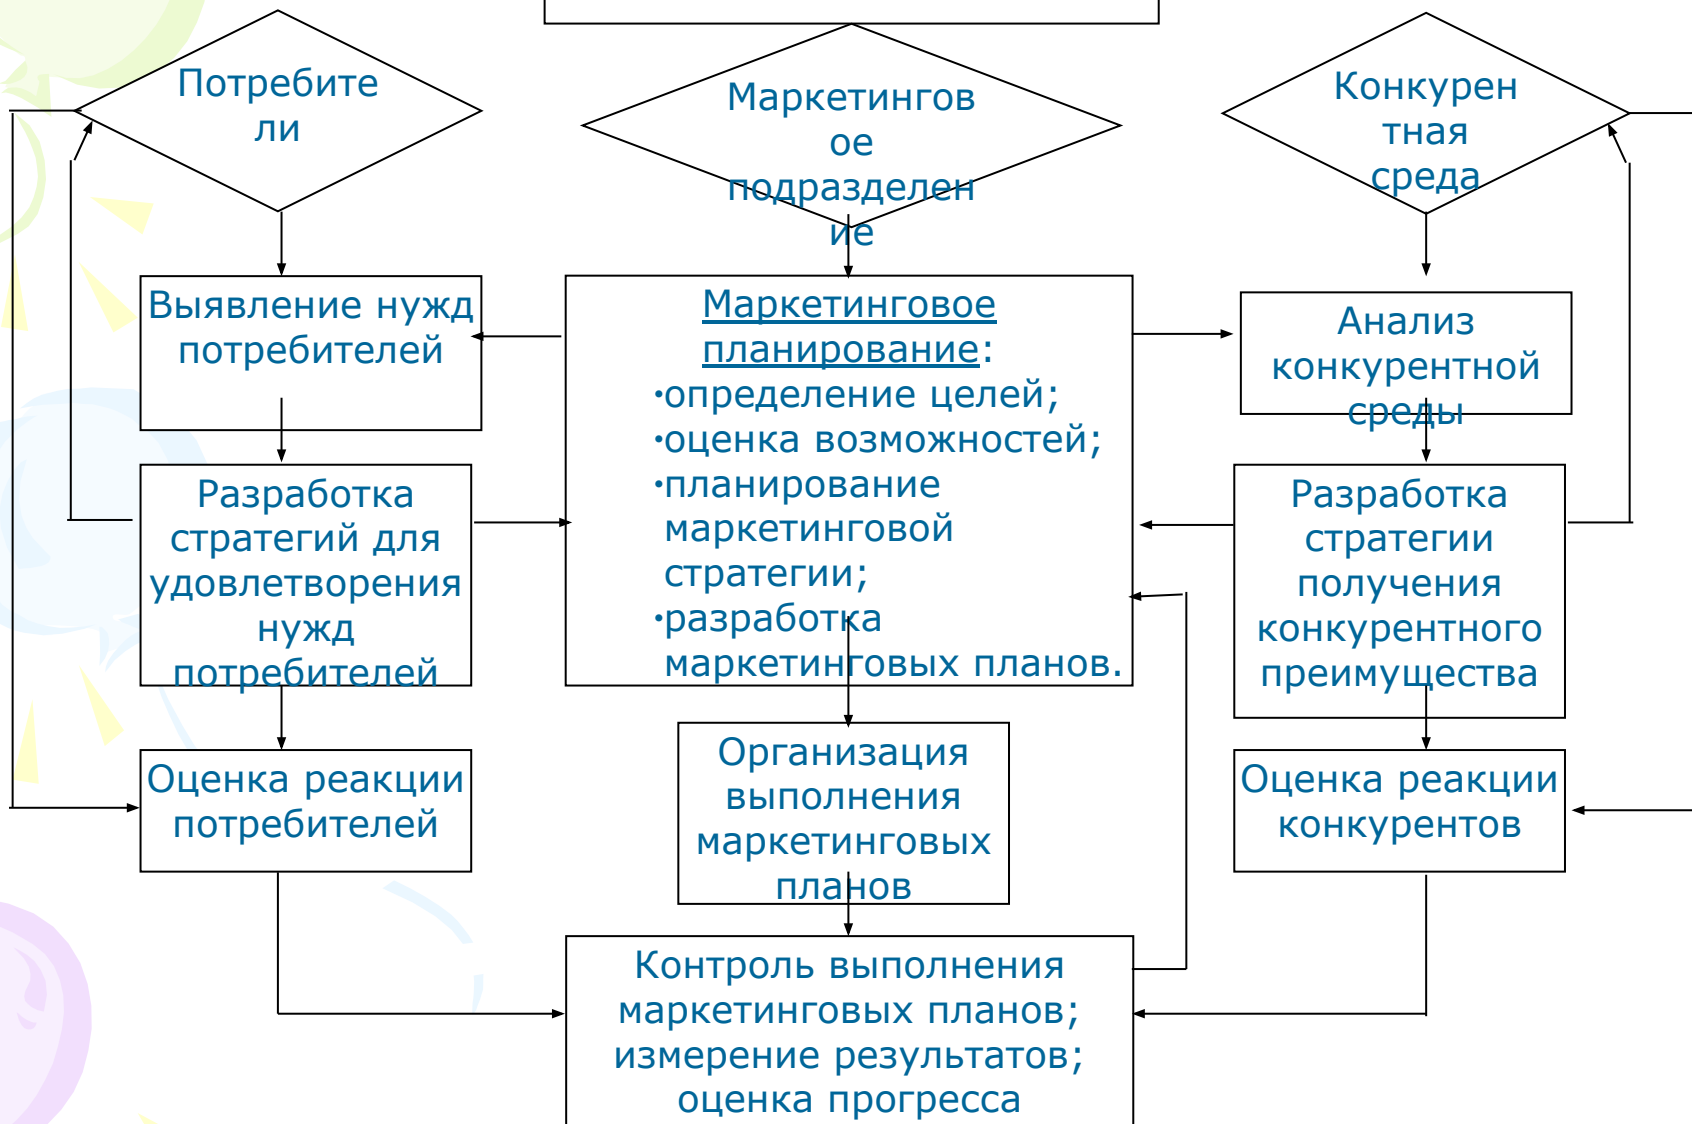 Потребите
ли
Маркетингов
ое
подразделен
ие
Конкурен
тная
среда
Выявление нужд
потребителей
Маркетинговое
планирование:
•определение целей;
•оценка возможностей;
•планирование
маркетинговой
стратегии;
•разработка
маркетинговых планов.
Анализ
конкурентной
среды
Разработка
стратегий для
удовлетворения
нужд
потребителей
Разработка
стратегии
получения
конкурентного
преимущества
Оценка реакции
потребителей
Организация
выполнения
маркетинговых
планов
Оценка реакции
конкурентов
Контроль выполнения
маркетинговых планов;
измерение результатов;
оценка прогресса